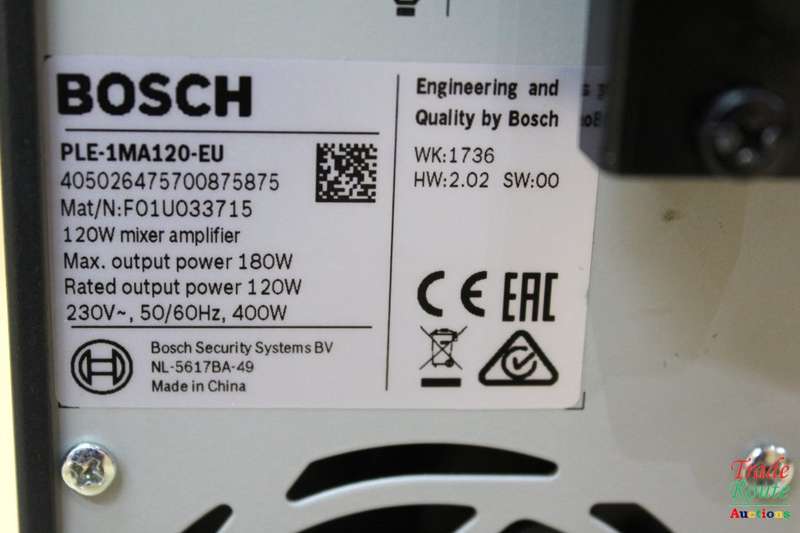 BOSCH
PLE-1MA120-EU
405026475700875875
Mat/N:F01U033715
120W mixer amplifier
Max. output power 180W
Rated output power 120W
230V~, 50/60Hz, 400W
Bosch Security Systems BV
NL-5617BA-49
Made in China
Engineering and
Quality by Bosch
WK:1736
HW:2.02 SW:00
CE EAC
Trade
Route
Auctions